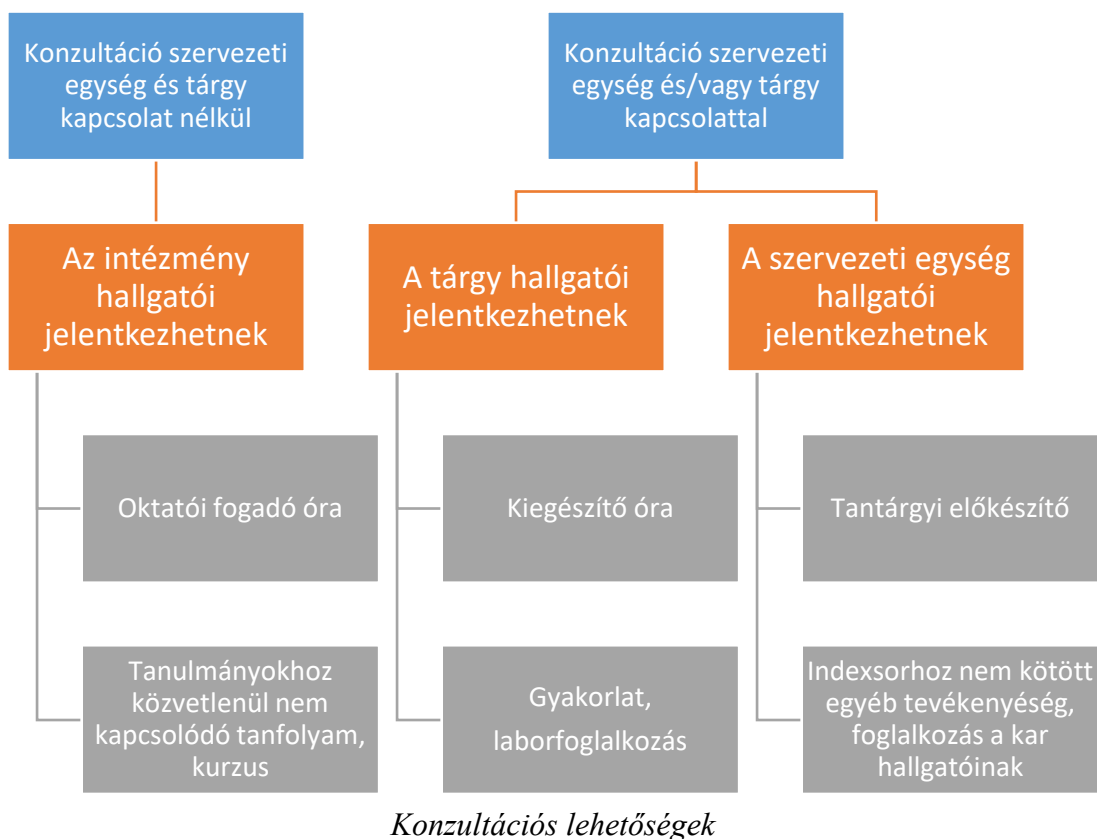 Konzultáció szervezeti
egység és tárgy
kapcsolat nélkül
Konzultáció szervezeti
egység és/vagy tárgy
kapcsolattal
Az intézmény
hallgatói
jelentkezhetnek
A tárgy hallgatói
jelentkezhetnek
A szervezeti egység
hallgatói
jelentkezhetnek
Oktatói fogadó óra
Kiegészítő óra
Tantárgyi előkészítő
Tanulmányokhoz
közvetlenül nem
kapcsolódó tanfolyam,
kurzus
Gyakorlat,
laborfoglalkozás
Indexsorhoz nem kötött
egyéb tevékenyéség,
foglalkozás a kar
hallgatóinak
Konzultációs lehetőségek